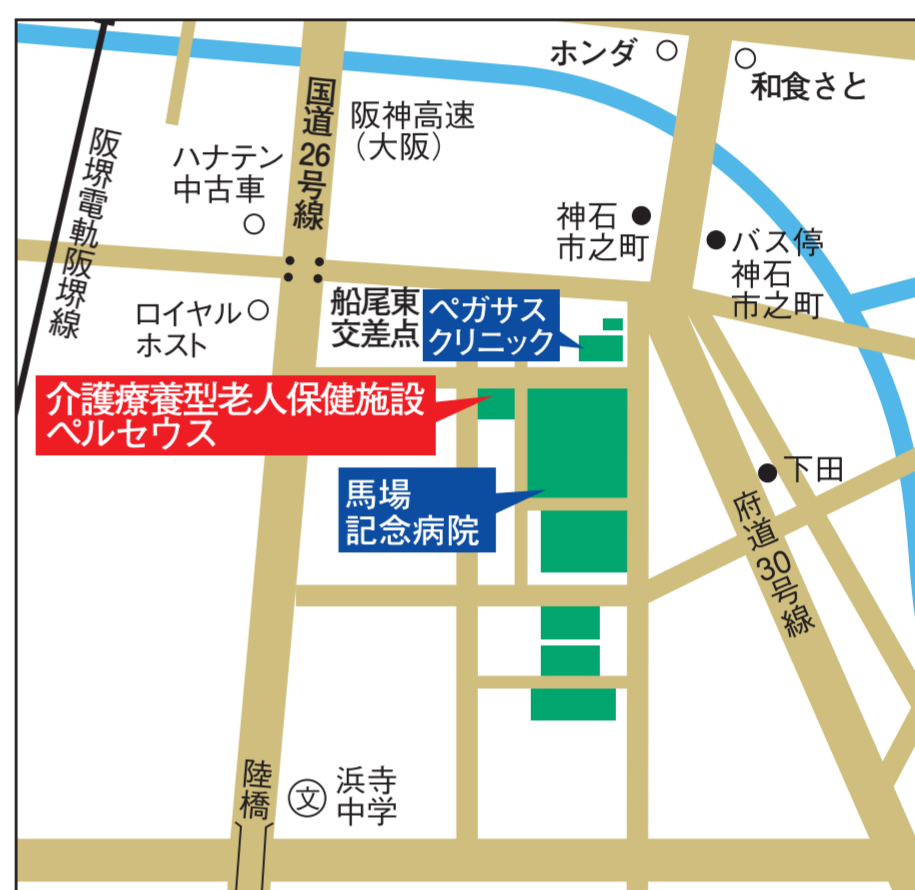 ホンダ
和食さと
国道26号線
阪神高速
（大阪）
阪堺電軌阪堺線
ハナテン
中古車
神石
市之町
バス停
神石
市之町
ロイヤル
ホスト
船尾東
交差点
ペガサス
クリニック
介護療養型老人保健施設
ペルセウス
馬場
記念病院
下田
府道30号線
陸橋
文
浜寺
中学